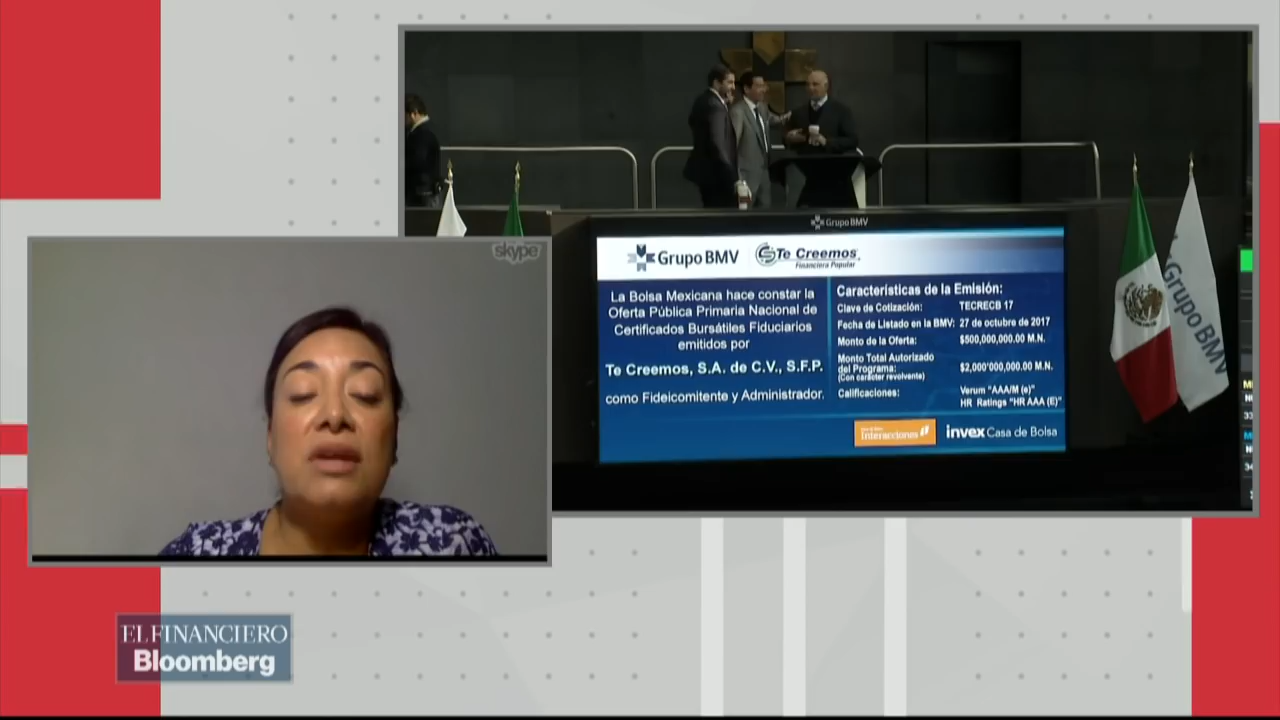 skype
Grupo BMV
Grupo BMV
Te Creemos
Financiera Popular
La Bolsa Mexicana hace constar la
Oferta Pública Primaria Nacional de
Certificados Bursátiles Fiduciarios
emitidos por
Te Creemos, S.A. de C.V., S.F.P.
como Fideicomitente y Administrador.
Características de la Emisión:
Clave de Cotización: TECRECB 17
Fecha de Listado en la BMV: 27 de octubre de 2017
Monto de la Oferta: $500,000,000.00 M.N.
Monto Total Autorizado
del Programa: $2,000'000,000.00 M.N.
(Con carácter revolvente)
Calificaciones: Verum "AAA/M (e)"
HR Ratings "HR AAA (E)"
Interacciones
invex Casa de Bolsa
Grupo BMV
EL FINANCIERO
Bloomberg